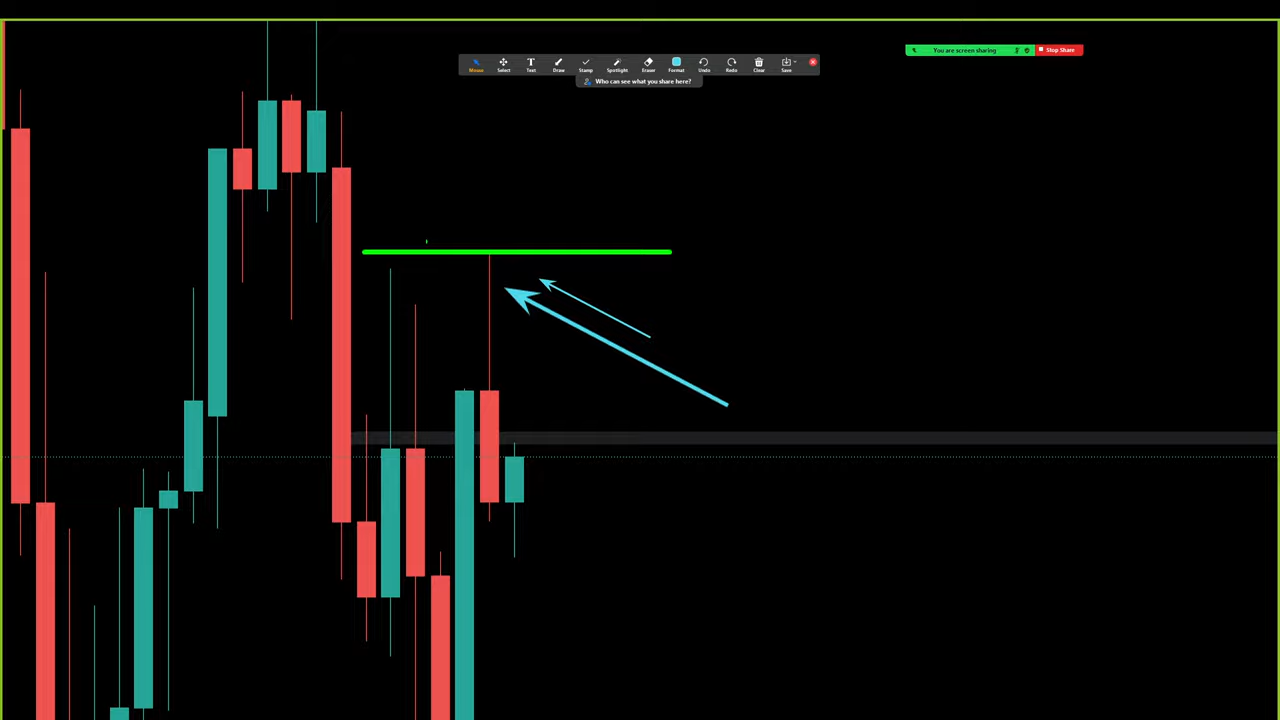 You are screen sharing
Stop Share
Mouse
Select
Text
Draw
Stamp
Spotlight
Eraser
Format
Undo
Redo
Clear
Save
Who can see what you share here?